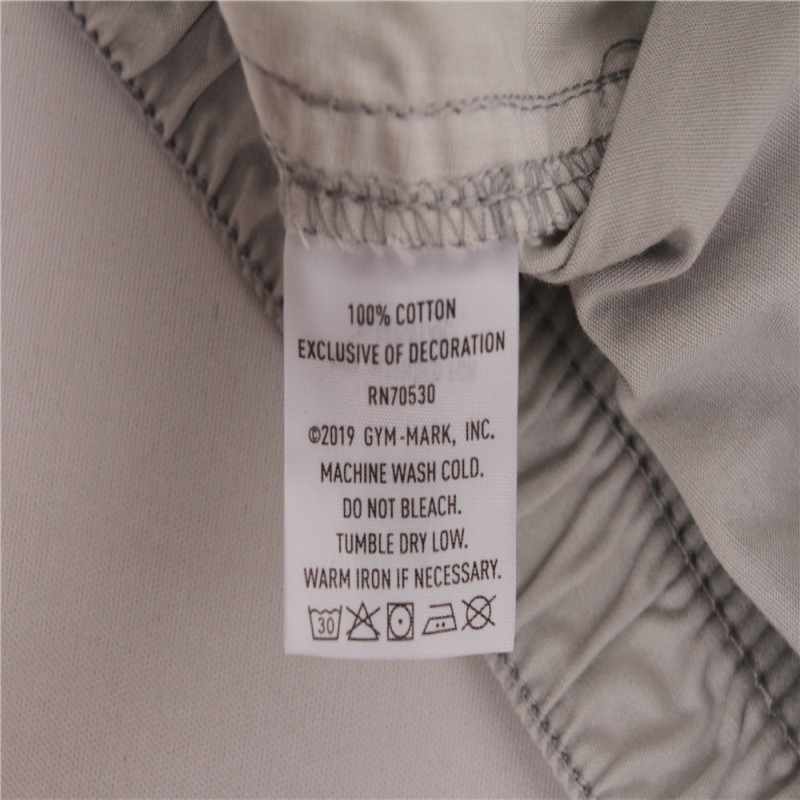 100% COTTON
EXCLUSIVE OF DECORATION
RN70530
©2019 GYM-MARK, INC.
MACHINE WASH COLD.
DO NOT BLEACH.
TUMBLE DRY LOW.
WARM IRON IF NECESSARY.
30